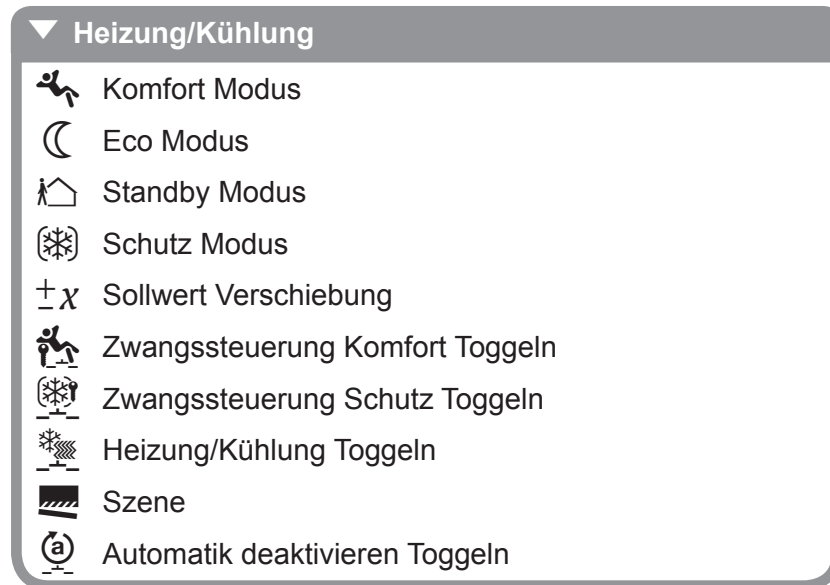 Heizung/Kühlung
Komfort Modus
Eco Modus
Standby Modus
Schutz Modus
±x Sollwert Verschiebung
Zwangssteuerung Komfort Toggeln
Zwangssteuerung Schutz Toggeln
Heizung/Kühlung Toggeln
Szene
a Automatik deaktivieren Toggeln